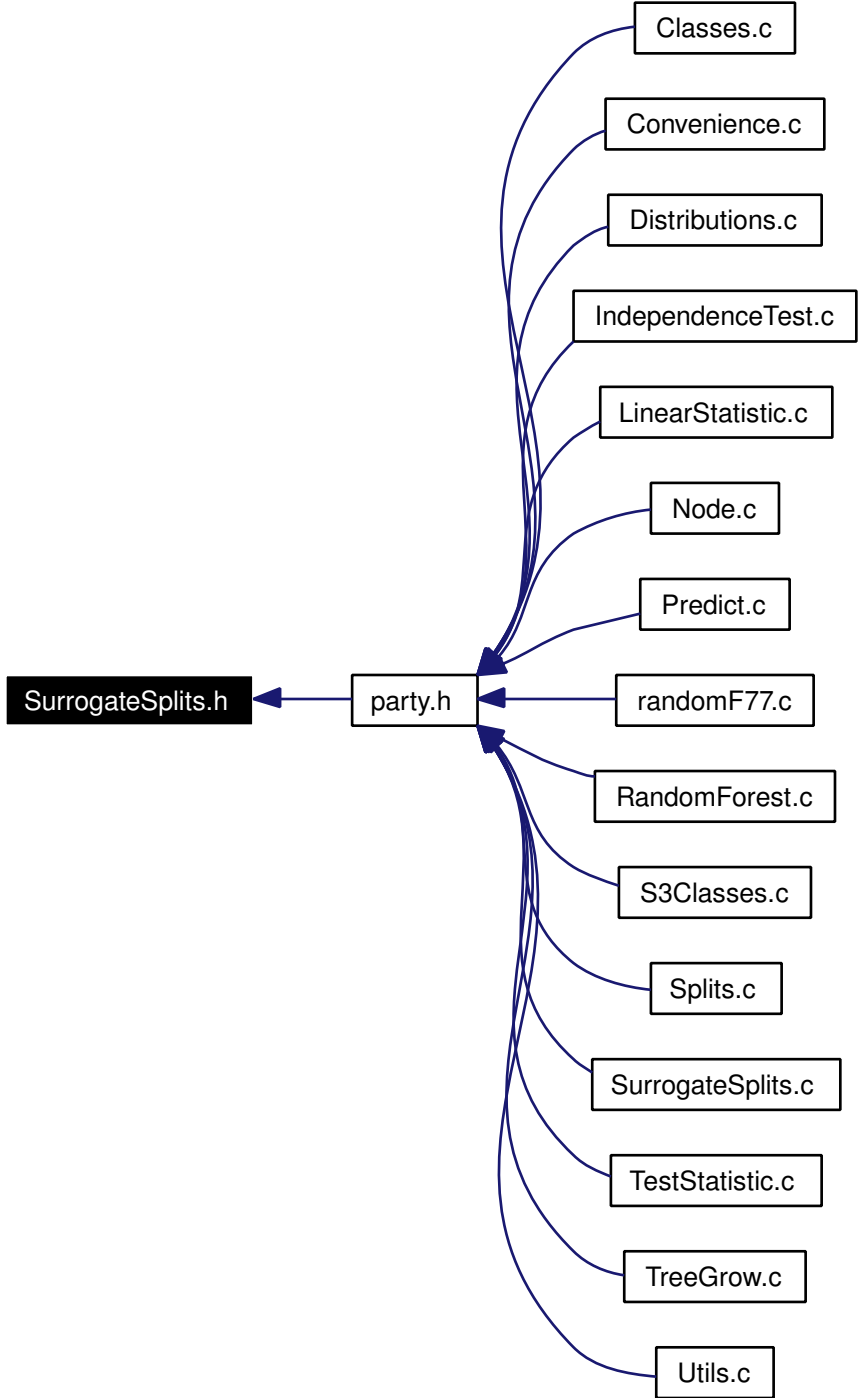 Classes.c
Convenience.c
Distributions.c
IndependenceTest.c
LinearStatistic.c
Node.c
Predict.c
SurrogateSplits.h
party.h
randomF77.c
RandomForest.c
S3Classes.c
Splits.c
SurrogateSplits.c
TestStatistic.c
TreeGrow.c
Utils.c